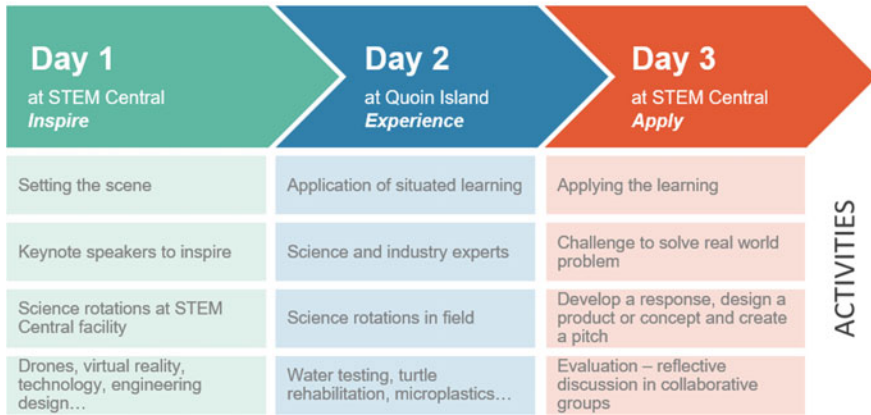 Day 1
at STEM Central
Inspire
Day 2
at Quoin Island
Experience
Day 3
at STEM Central
Apply
Setting the scene
Application of situated learning
Applying the learning
Keynote speakers to inspire
Science and industry experts
Challenge to solve real world
problem
Science rotations at STEM
Central facility
Science rotations in field
Develop a response, design a
product or concept and create
a pitch
Drones, virtual reality,
technology, engineering
design…
Water testing, turtle
rehabilitation, microplastics…
Evaluation – reflective
discussion in collaborative
groups
ACTIVITIES